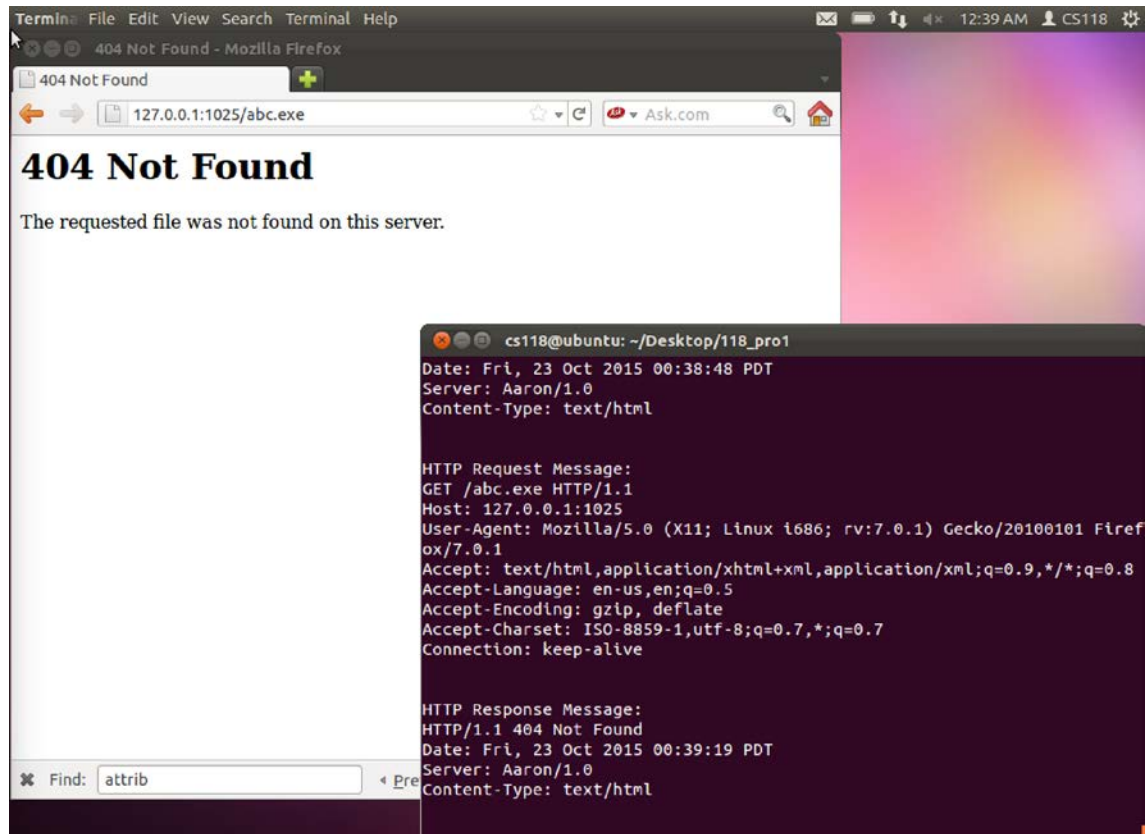 Termina File Edit View Search Terminal Help
12:39 AM CS118
404 Not Found - Mozilla Firefox
404 Not Found
127.0.0.1:1025/abc.exe
Ask.com
404 Not Found
The requested file was not found on this server.
cs118@ubuntu: ~/Desktop/118_pro1
Date: Fri, 23 Oct 2015 00:38:48 PDT
Server: Aaron/1.0
Content-Type: text/html
HTTP Request Message:
GET /abc.exe HTTP/1.1
Host: 127.0.0.1:1025
User-Agent: Mozilla/5.0 (X11; Linux i686; rv:7.0.1) Gecko/20100101 Firef
ox/7.0.1
Accept: text/html,application/xhtml+xml,application/xml;q=0.9,*/*;q=0.8
Accept-Language: en-us,en;q=0.5
Accept-Encoding: gzip, deflate
Accept-Charset: ISO-8859-1,utf-8;q=0.7,*;q=0.7
Connection: keep-alive
HTTP Response Message:
HTTP/1.1 404 Not Found
Date: Fri, 23 Oct 2015 00:39:19 PDT
Server: Aaron/1.0
Content-Type: text/html
Find: attrib Pre